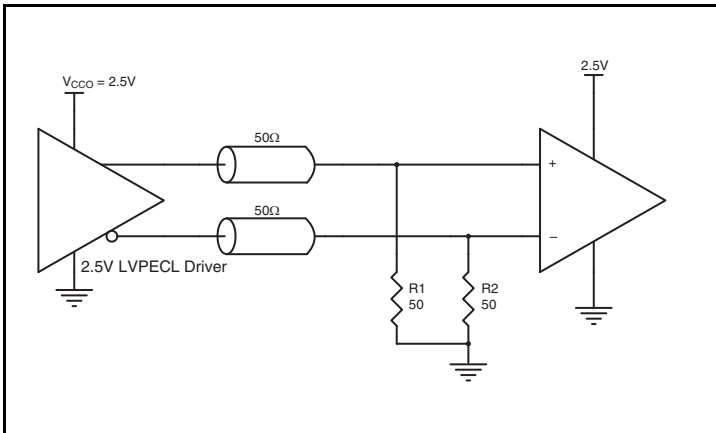 V_CCO = 2.5V
2.5V
50Ω
+
50Ω
−
2.5V LVPECL Driver
R1
50
R2
50